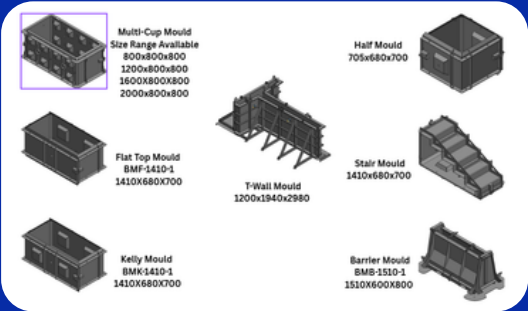 Multi-Cup Mould
Size Range Available
800x800x800
1200x800x800
1600X800X800
2000x800x800
Flat Top Mould
BMF-1410-1
1410X680X700
Kelly Mould
BMK-1410-1
1410X680X700
T-Wall Mould
1200x1940x2980
Half Mould
705x680x700
Stair Mould
1410x680x700
Barrier Mould
BMB-1510-1
1510X600X800